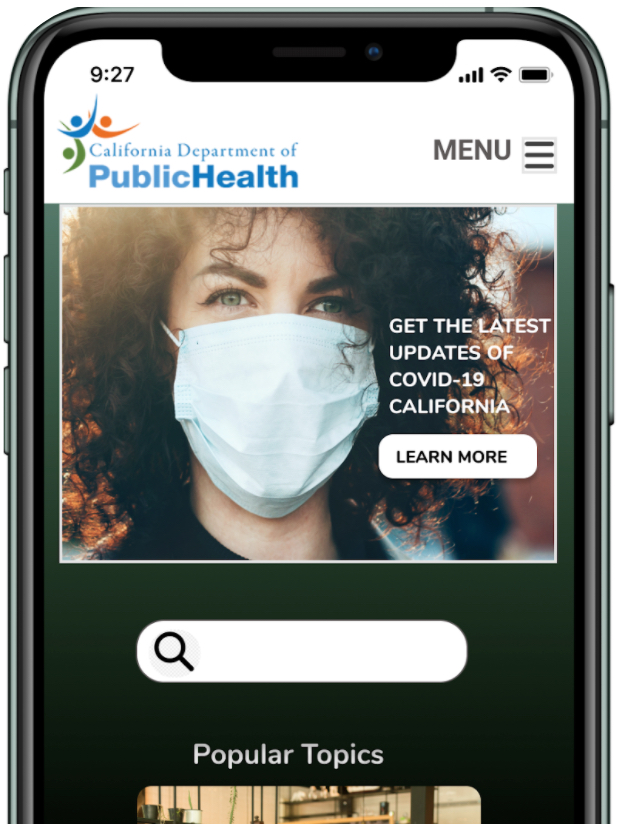 9:27
California Department of
PublicHealth
MENU
GET THE LATEST
UPDATES OF
COVID-19
CALIFORNIA
LEARN MORE
Popular Topics